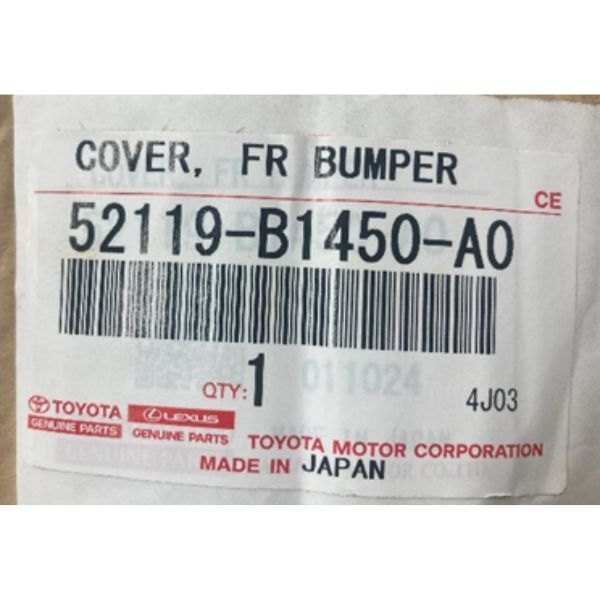 COVER, FR BUMPER
CE
52119-B1450-A0
QTY: 1
011024
4J03
TOYOTA
GENUINE PARTS
LEXUS
GENUINE PARTS
TOYOTA MOTOR CORPORATION
MADE IN JAPAN